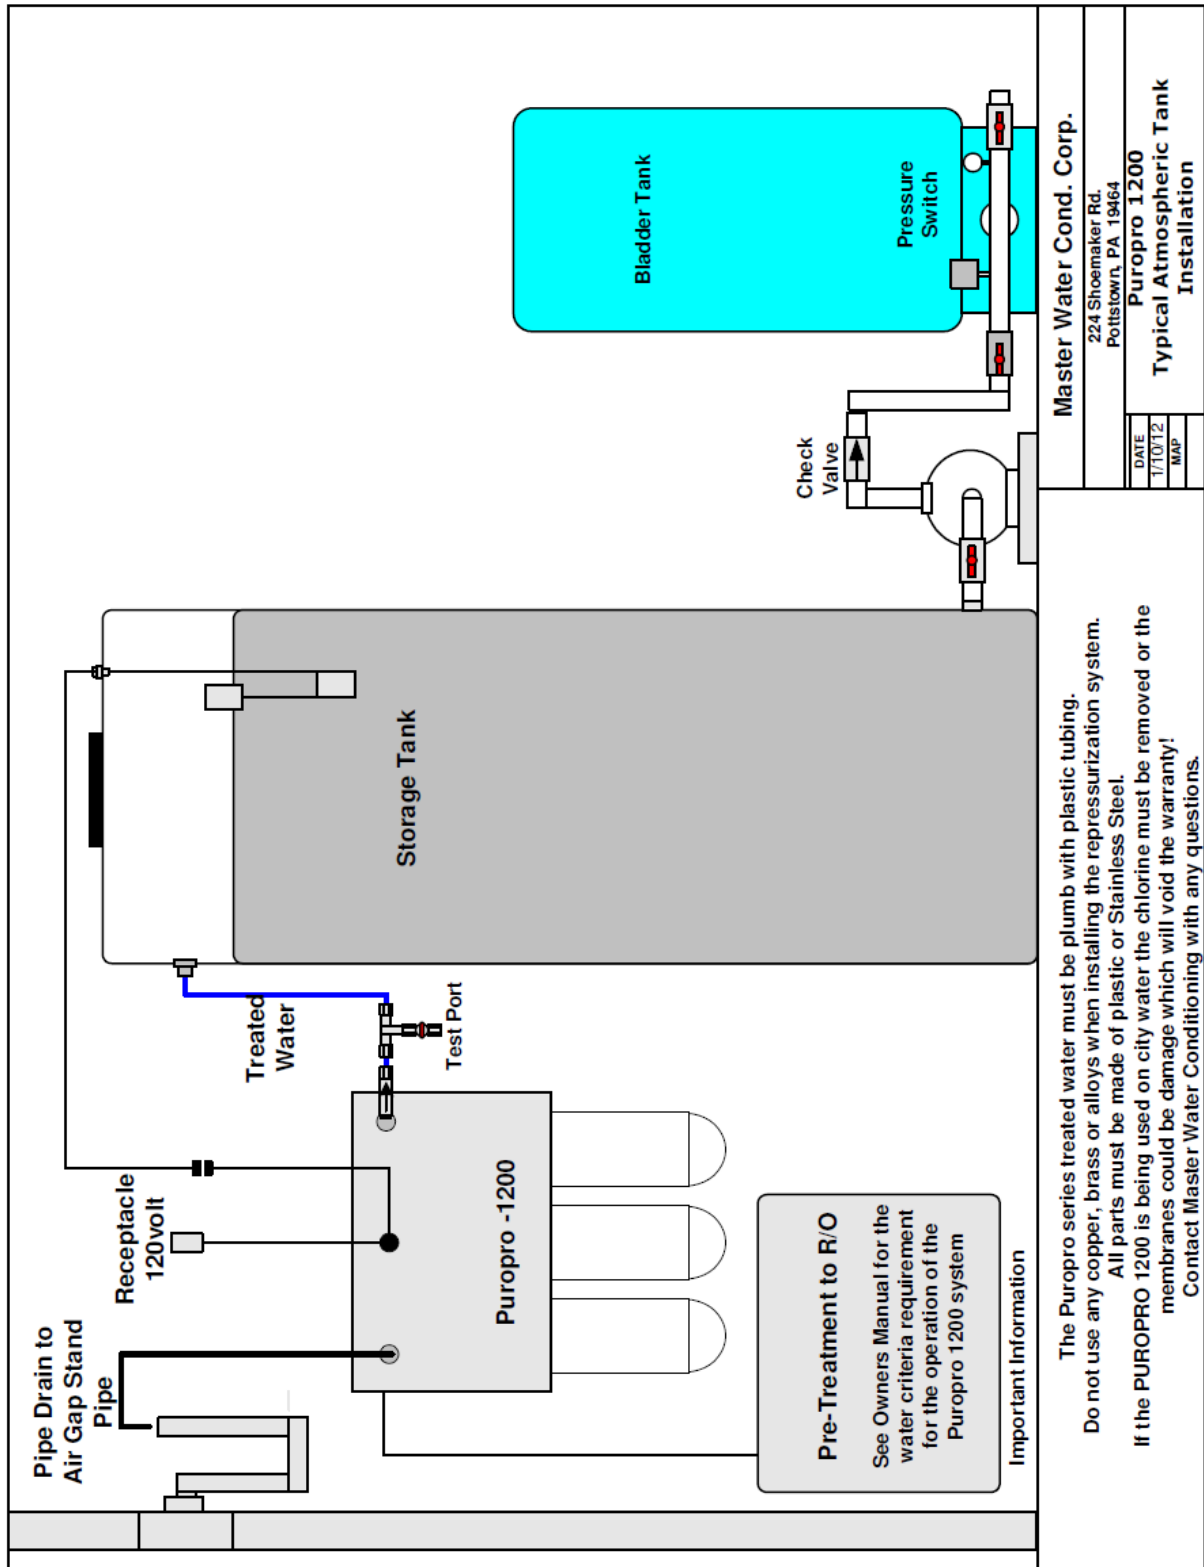 Pipe Drain to
Air Gap Stand
Pipe
Receptacle
120volt
Treated
Water
Test Port
Puropro -1200
Pre-Treatment to R/O
See Owners Manual for the
water criteria requirement
for the operation of the
Puropro 1200 system
Storage Tank
Check
Valve
Bladder Tank
Pressure
Switch
Important Information
The Puropro series treated water must be plumb with plastic tubing.
Do not use any copper, brass or alloys when installing the repressurization system.
All parts must be made of plastic or Stainless Steel.
If the PUROPRO 1200 is being used on city water the chlorine must be removed or the
membranes could be damage which will void the warranty!
Contact Master Water Conditioning with any questions.
Master Water Cond. Corp.
224 Shoemaker Rd.
Pottstown, PA 19464
DATE
1/10/12
MAP
Puropro 1200
Typical Atmospheric Tank
Installation